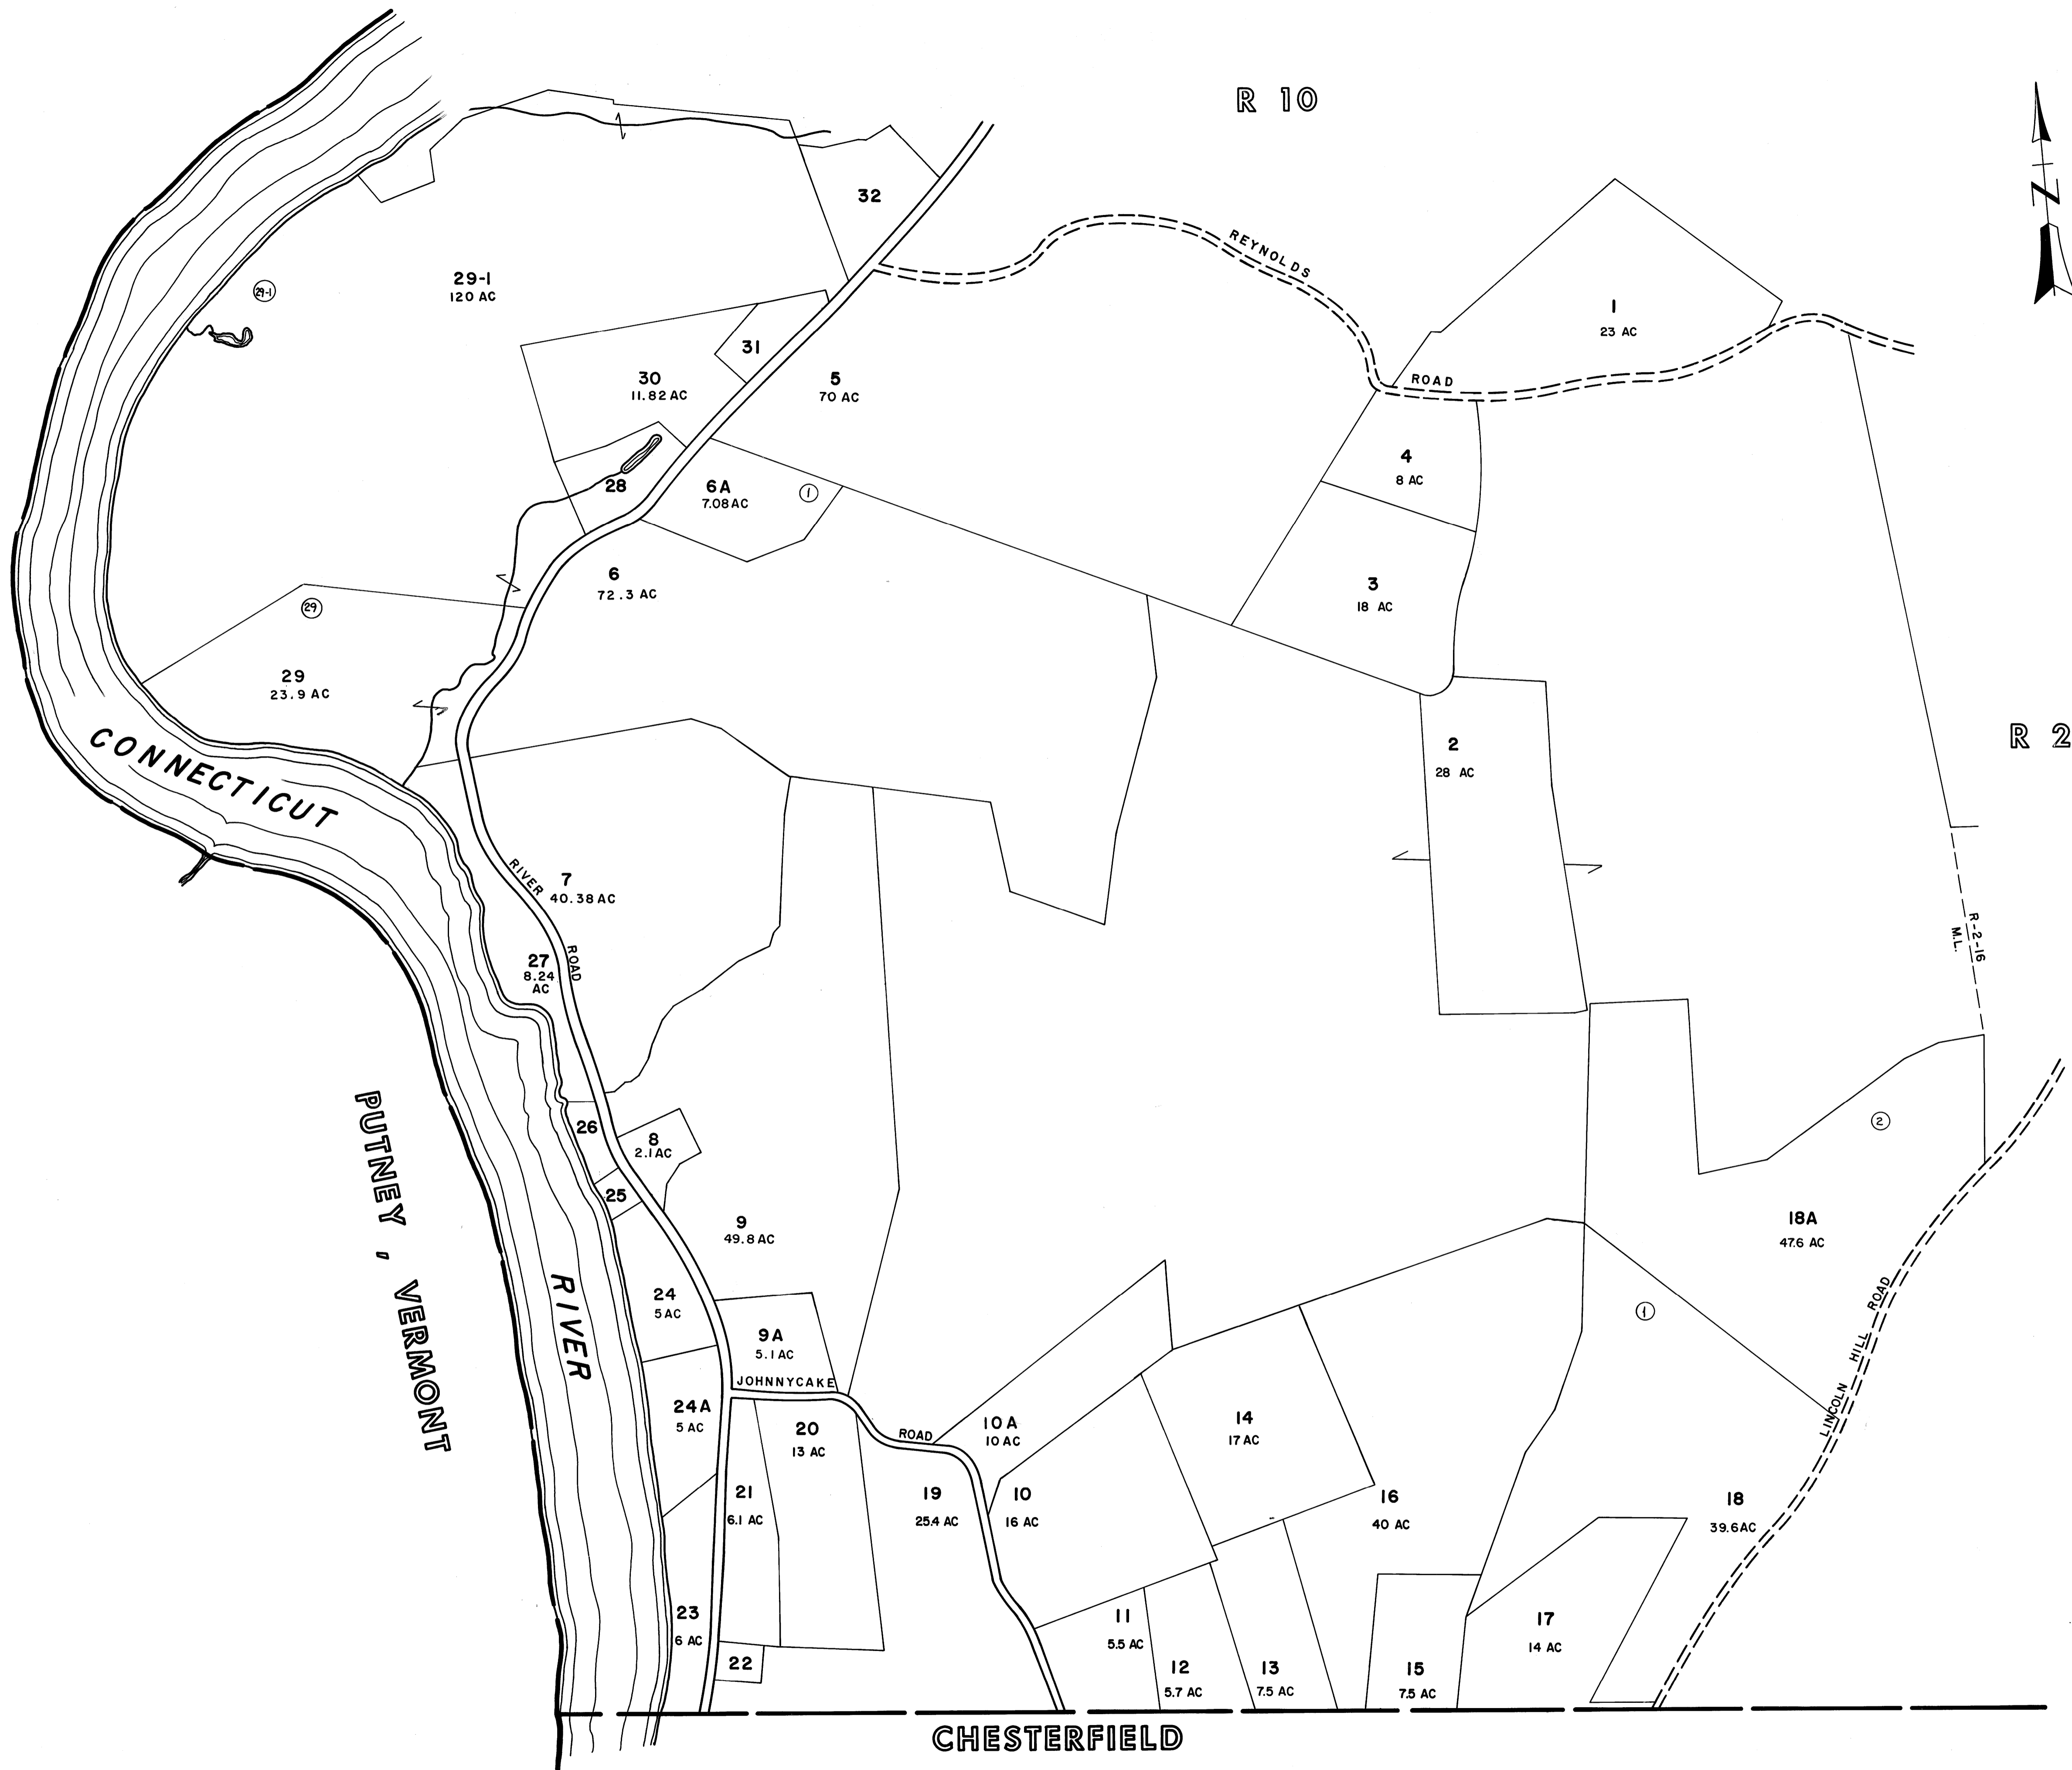 R 10
N
32
REYNOLDS
29-1
120 AC
29-1
1
23 AC
31
30
11.82 AC
5
70 AC
ROAD
4
8 AC
28
6A
7.08 AC
1
6
72.3 AC
3
18 AC
29
29
23.9 AC
CONNECTICUT
2
28 AC
R 2
RIVER
7
40.38 AC
ROAD
27
8.24
AC
R-2-16
M.L.
PUTNEY, VERMONT
26
8
2.1 AC
2
25
9
49.8 AC
18A
47.6 AC
RIVER
24
5 AC
9A
5.1 AC
1
LINCOLN HILL ROAD
JOHNNYCAKE
ROAD
24A
5 AC
20
13 AC
10A
10 AC
14
17 AC
21
6.1 AC
19
25.4 AC
10
16 AC
16
40 AC
18
39.6 AC
23
6 AC
11
5.5 AC
17
14 AC
22
12
5.7 AC
13
7.5 AC
15
7.5 AC
CHESTERFIELD